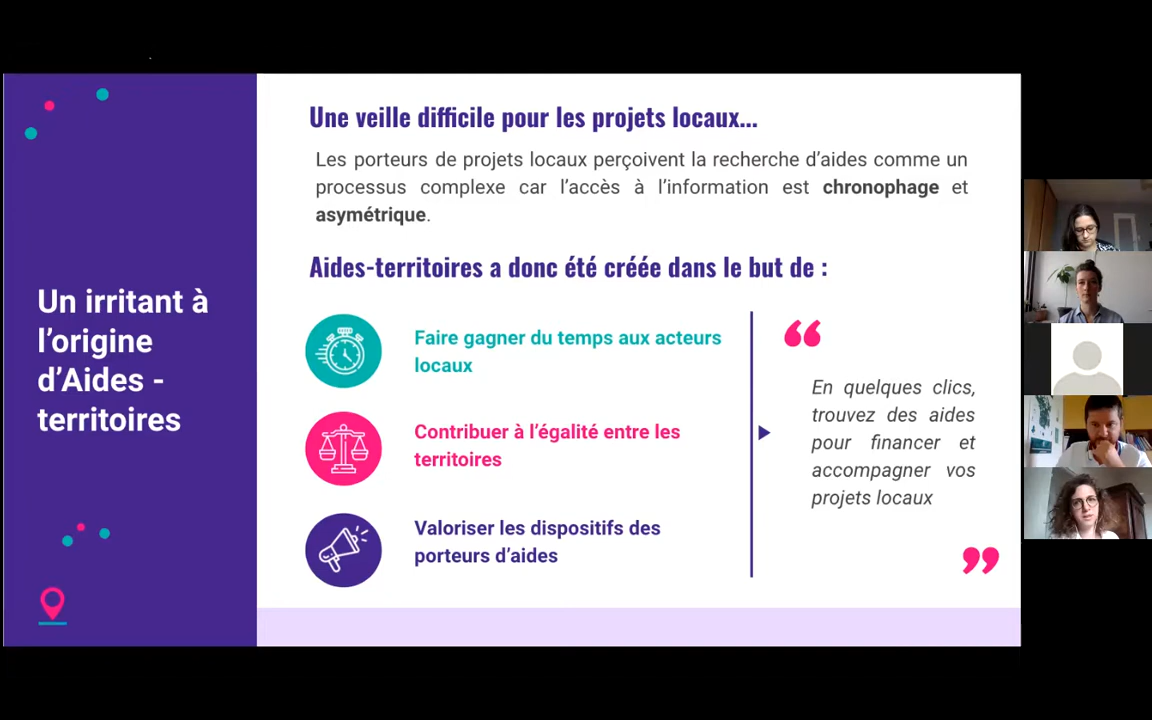 Un irritant à
l'origine
d'Aides -
territoires
Une veille difficile pour les projets locaux...
Les porteurs de projets locaux perçoivent la recherche d'aides comme un
processus complexe car l'accès à l'information est chronophage et
asymétrique.
Aides-territoires a donc été créée dans le but de :
Faire gagner du temps aux acteurs
locaux
Contribuer à l'égalité entre les
territoires
Valoriser les dispositifs des
porteurs d'aides
“
En quelques clics,
trouvez des aides
pour financer et
accompagner vos
projets locaux
”